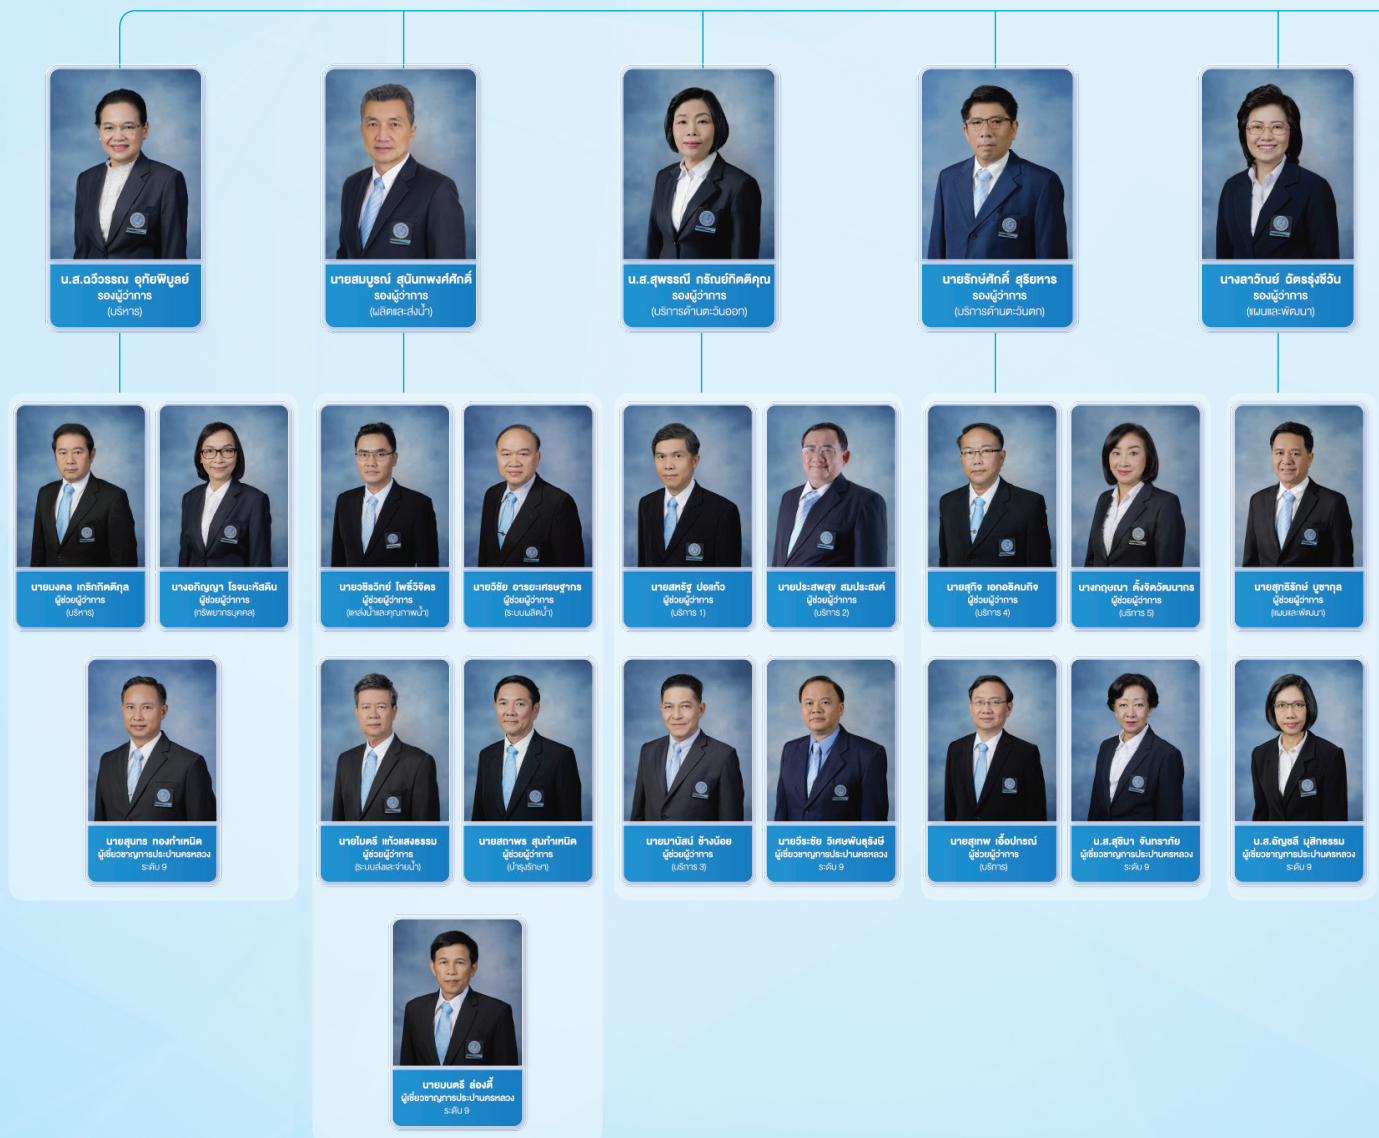 น.ส.ฉวีวรรณ อุทัยพิบูลย์
รองผู้ว่าการ
(บริหาร)
นายสมบูรณ์ สุนันทพงศ์ศักดิ์
รองผู้ว่าการ
(ผลิตและส่งน้ำ)
น.ส.สุพรรณี กรัณย์กิตติคุณ
รองผู้ว่าการ
(บริการด้านตะวันออก)
นายรักษ์ศักดิ์ สุริยหาร
รองผู้ว่าการ
(บริการด้านตะวันตก)
นางลาวัณย์ ฉัตรรุ่งชีวัน
รองผู้ว่าการ
(แผนและพัฒนา)
นายมงคล เกริกกิตติกุล
ผู้ช่วยผู้ว่าการ
(บริหาร)
นางอภิญญา โรจนะหัสดิน
ผู้ช่วยผู้ว่าการ
(ทรัพยากรบุคคล)
นายวชิรวิทย์ โพธิ์วิจิตร
ผู้ช่วยผู้ว่าการ
(แหล่งน้ำและคุณภาพน้ำ)
นายวิชัย อารยะเศรษฐากร
ผู้ช่วยผู้ว่าการ
(ระบบผลิตน้ำ)
นายสหรัฐ ปอแก้ว
ผู้ช่วยผู้ว่าการ
(บริการ 1)
นายประสพสุข สมประสงค์
ผู้ช่วยผู้ว่าการ
(บริการ 2)
นายสุกิจ เอกอธิคมกิจ
ผู้ช่วยผู้ว่าการ
(บริการ 4)
นางกฤษณา ตั้งจิตวัฒนากร
ผู้ช่วยผู้ว่าการ
(บริการ 5)
นายสุทธิรักษ์ บูชากุล
ผู้ช่วยผู้ว่าการ
(แผนและพัฒนา)
นายสุนทร ทองกำเหนิด
ผู้เชี่ยวชาญการประปานครหลวง
ระดับ 9
นายไมตรี แก้วแสงธรรม
ผู้ช่วยผู้ว่าการ
(ระบบส่งและจ่ายน้ำ)
นายสถาพร สุนกำเหนิด
ผู้ช่วยผู้ว่าการ
(บำรุงรักษา)
นายมานัสน์ ช้างน้อย
ผู้ช่วยผู้ว่าการ
(บริการ 3)
นายวีระชัย วิเศษพันธุรังษี
ผู้เชี่ยวชาญการประปานครหลวง
ระดับ 9
นายสุเทพ เอื้อปกรณ์
ผู้ช่วยผู้ว่าการ
(บริการ)
น.ส.สุชิมา จันทราภัย
ผู้เชี่ยวชาญการประปานครหลวง
ระดับ 9
น.ส.อัญชลี มุสิกธรรม
ผู้เชี่ยวชาญการประปานครหลวง
ระดับ 9
นายมนตรี ล่องตี้
ผู้เชี่ยวชาญการประปานครหลวง
ระดับ 9